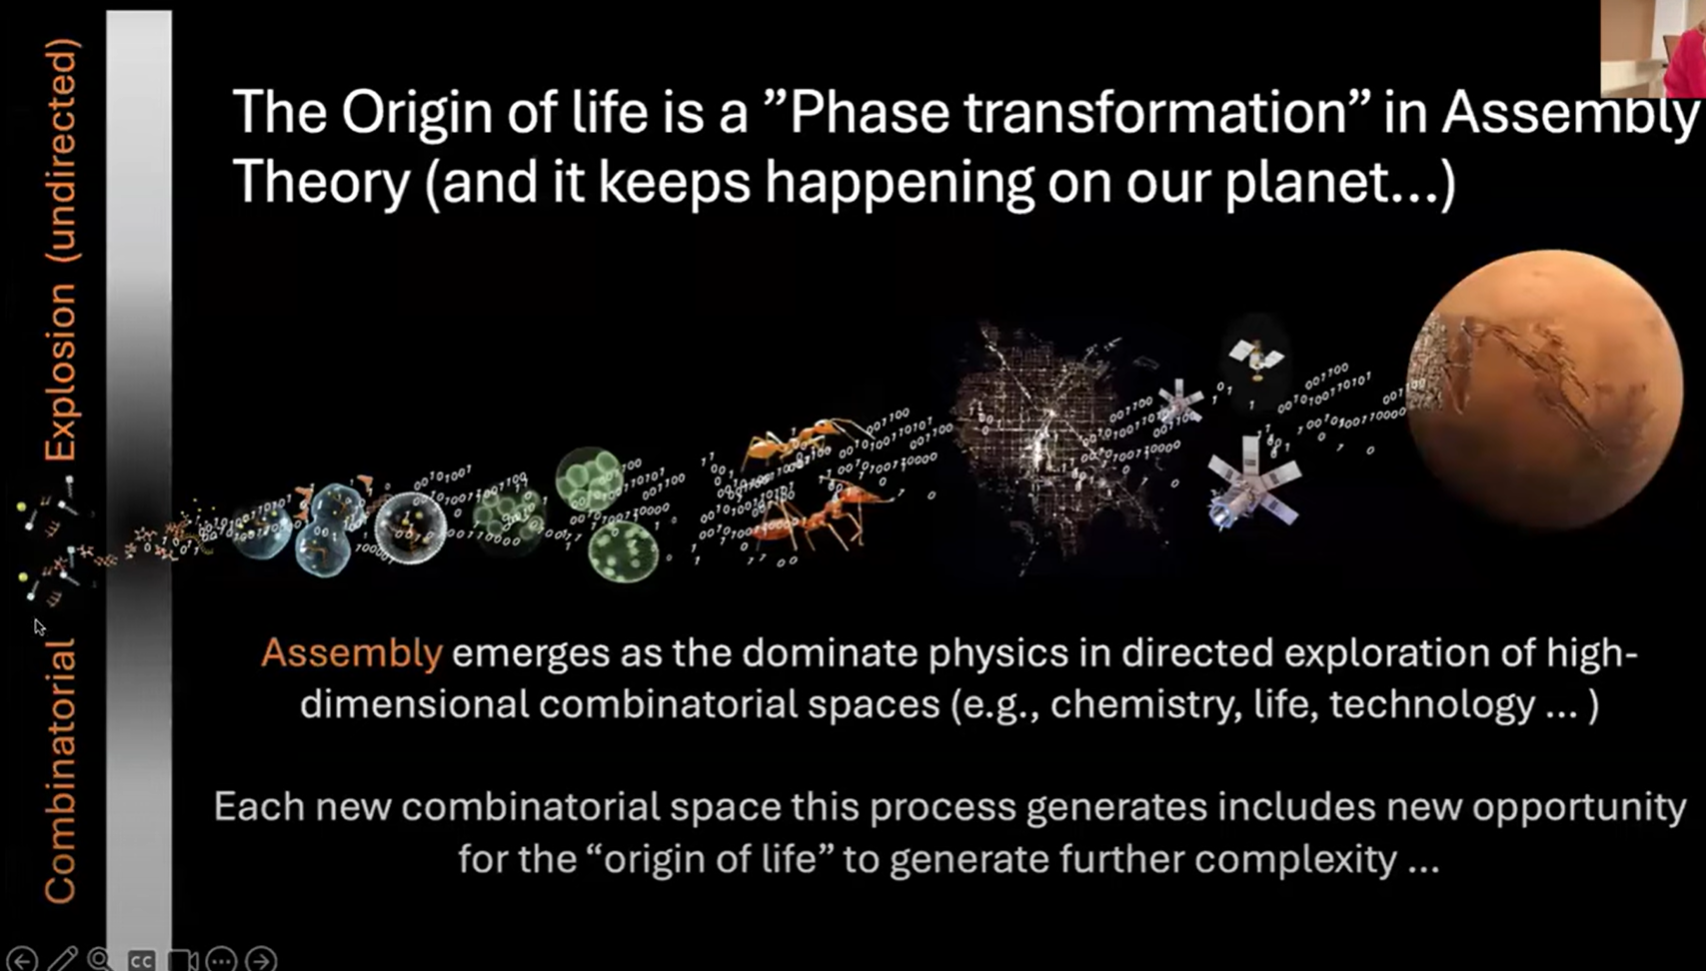 The Origin of life is a ”Phase transformation” in Assembly
Theory (and it keeps happening on our planet...)
Combinatorial Explosion (undirected)
Assembly emerges as the dominate physics in directed exploration of high-
dimensional combinatorial spaces (e.g., chemistry, life, technology ... )
Each new combinatorial space this process generates includes new opportunity
for the “origin of life” to generate further complexity ...
CC